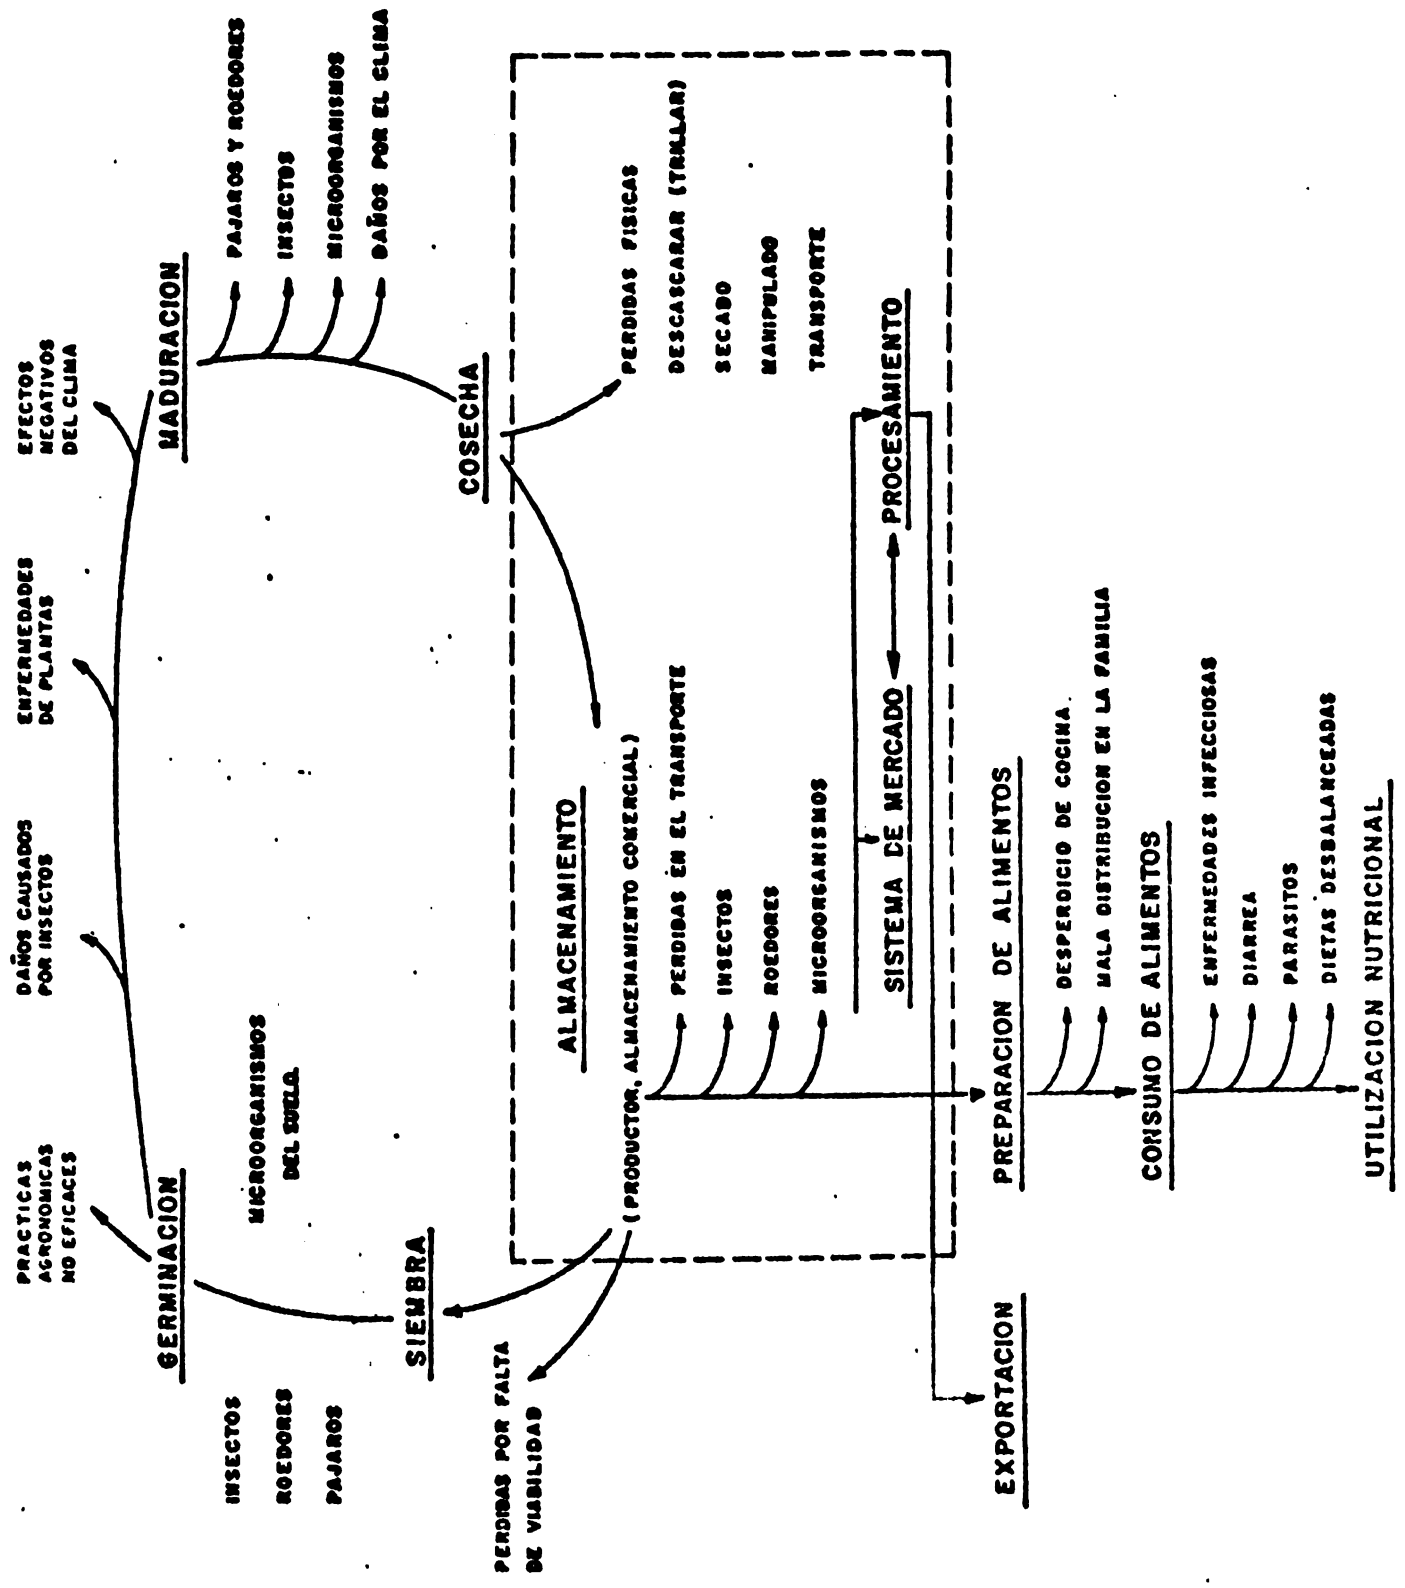 PRACTICAS
AGRONOMICAS
NO EFICACES
DAÑOS CAUSADOS
POR INSECTOS
ENFERMEDADES
DE PLANTAS
EFECTOS
NEGATIVOS
DEL CLIMA
GERMINACION
MADURACION
INSECTOS
ROEDORES
PAJAROS
MICROORGANISMOS
DEL SUELO.
PAJAROS Y ROEDORES
INSECTOS
MICROORGANISMOS
DAÑOS POR EL CLIMA
SIEMBRA
COSECHA
PERDIDAS POR FALTA
DE VIABILIDAD
ALMACENAMIENTO
(PRODUCTOR, ALMACENAMIENTO COMERCIAL)
PERDIDAS EN EL TRANSPORTE
INSECTOS
ROEDORES
MICROORGANISMOS
PERDIDAS FISICAS
DESCASCARAR (TRILLAR)
SECADO
MANIPULADO
TRANSPORTE
SISTEMA DE MERCADO
PROCESAMIENTO
EXPORTACION
PREPARACION DE ALIMENTOS
DESPERDICIO DE COCINA.
MALA DISTRIBUCION EN LA FAMILIA
CONSUMO DE ALIMENTOS
ENFERMEDADES INFECCIOSAS
DIARREA
PARASITOS
DIETAS DESBALANCEADAS
UTILIZACION NUTRICIONAL